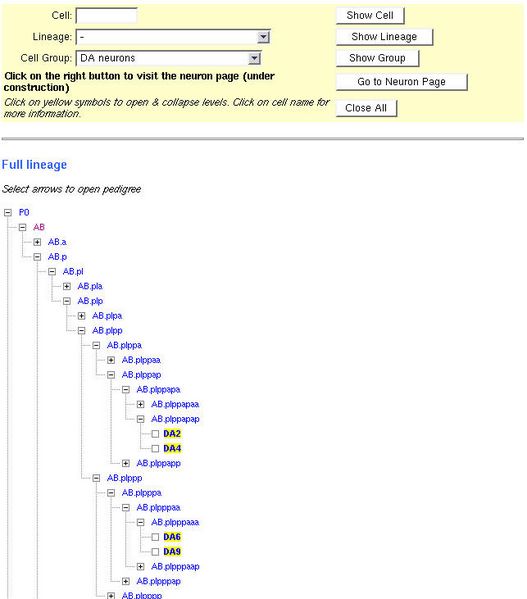 Cell: Show Cell
Lineage: - Show Lineage
Cell Group: DA neurons Show Group
Click on the right button to visit the neuron page (under
construction) Go to Neuron Page
Click on yellow symbols to open & collapse levels. Click on cell name for
more information. Close All
Full lineage
Select arrows to open pedigree
P0
AB
AB.a
AB.p
AB.pl
AB.pla
AB.plp
AB.plpa
AB.plpp
AB.plppa
AB.plppaa
AB.plppap
AB.plppapa
AB.plppapaa
AB.plppapap
DA2
DA4
AB.plppapp
AB.plppp
AB.plpppa
AB.plpppaa
AB.plpppaaa
DA6
DA9
AB.plpppaap
AB.plpppap
AB.plpppp